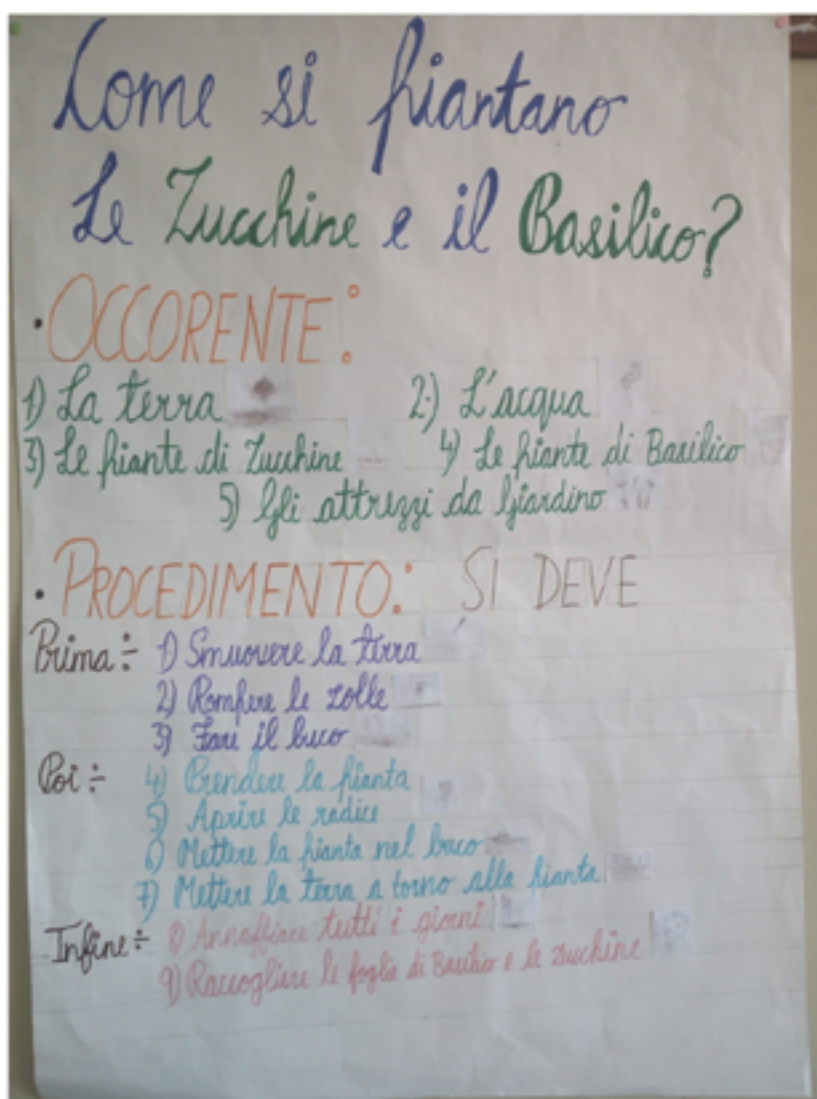 Come si piantano
Le Zucchine e il Basilico?
• OCCORENTE:
1) La terra 2) L'acqua
3) Le piante di Zucchine 4) Le piante di Basilico
5) Gli attrezzi da Giardino
• PROCEDIMENTO: SI DEVE
Prima: 1) Smuovere la terra
2) Rompere le zolle
3) Fare il buco
Poi: 4) Prendere la pianta
5) Aprire le radice
6) Mettere la pianta nel buco
7) Mettere la terra a torno alla pianta
Infine: 8) Annaffiare tutti i giorni
9) Raccogliere le foglie di Basilico e le zucchine